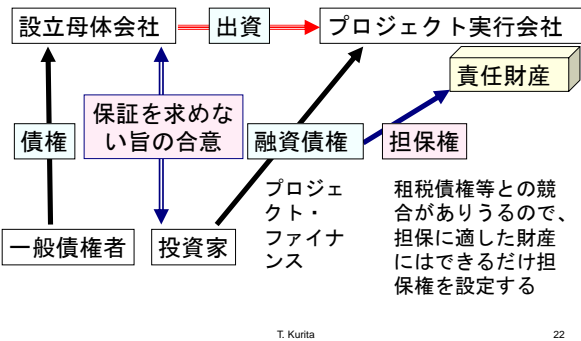 設立母体会社
出資
プロジェクト実行会社
責任財産
保証を求めな
い旨の合意
債権
融資債権
担保権
プロジェ
クト・
ファイナ
ンス
租税債権等との競
合がありうるので、
担保に適した財産
にはできるだけ担
保権を設定する
一般債権者
投資家
T. Kurita
22